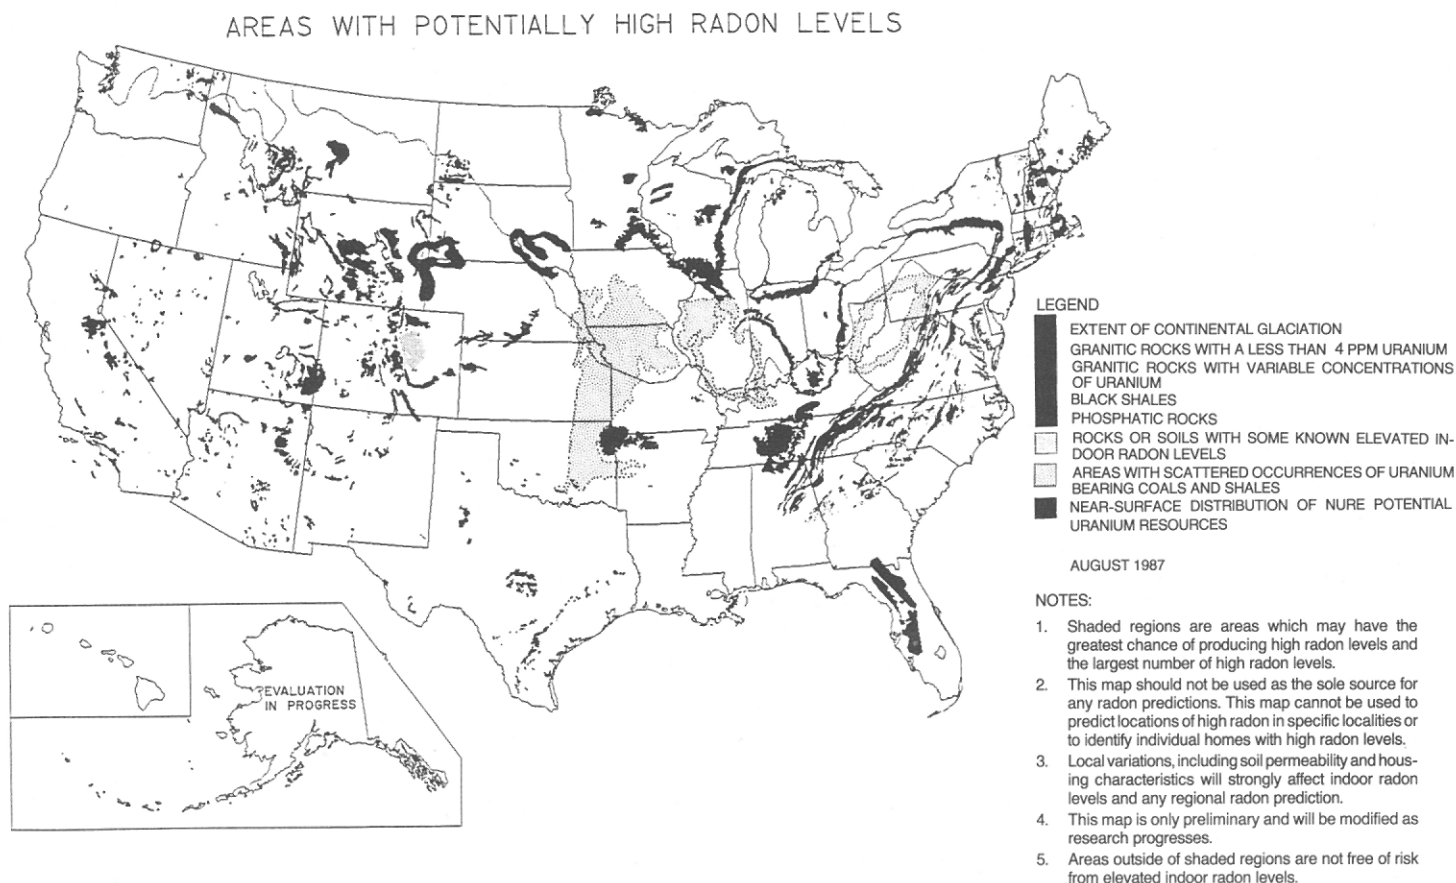 AREAS WITH POTENTIALLY HIGH RADON LEVELS
LEGEND
EXTENT OF CONTINENTAL GLACIATION
GRANITIC ROCKS WITH A LESS THAN 4 PPM URANIUM
GRANITIC ROCKS WITH VARIABLE CONCENTRATIONS
OF URANIUM
BLACK SHALES
PHOSPHATIC ROCKS
ROCKS OR SOILS WITH SOME KNOWN ELEVATED IN-
DOOR RADON LEVELS
AREAS WITH SCATTERED OCCURRENCES OF URANIUM
BEARING COALS AND SHALES
NEAR-SURFACE DISTRIBUTION OF NURE POTENTIAL
URANIUM RESOURCES
AUGUST 1987
NOTES:
1. Shaded regions are areas which may have the
greatest chance of producing high radon levels and
the largest number of high radon levels.
2. This map should not be used as the sole source for
any radon predictions. This map cannot be used to
predict locations of high radon in specific localities or
to identify individual homes with high radon levels.
3. Local variations, including soil permeability and hous-
ing characteristics will strongly affect indoor radon
levels and any regional radon prediction.
4. This map is only preliminary and will be modified as
research progresses.
5. Areas outside of shaded regions are not free of risk
from elevated indoor radon levels.
EVALUATION
IN PROGRESS